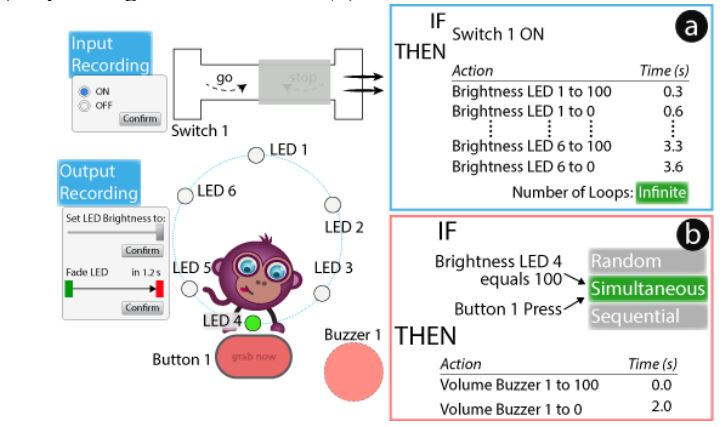 Input
Recording
ON
OFF
Confirm
go
stop
Switch 1
Output
Recording
Set LED Brightness to:
Confirm
Fade LED in 1.2 s
Confirm
LED 1
LED 6
LED 2
LED 5
LED 3
LED 4
Button 1
grab now
Buzzer 1
a
IF
Switch 1 ON
THEN
Action Time (s)
Brightness LED 1 to 100 0.3
Brightness LED 1 to 0 0.6
Brightness LED 6 to 100 3.3
Brightness LED 6 to 0 3.6
Number of Loops: Infinite
b
IF
Brightness LED 4
equals 100
Button 1 Press
Random
Simultaneous
Sequential
THEN
Action Time (s)
Volume Buzzer 1 to 100 0.0
Volume Buzzer 1 to 0 2.0